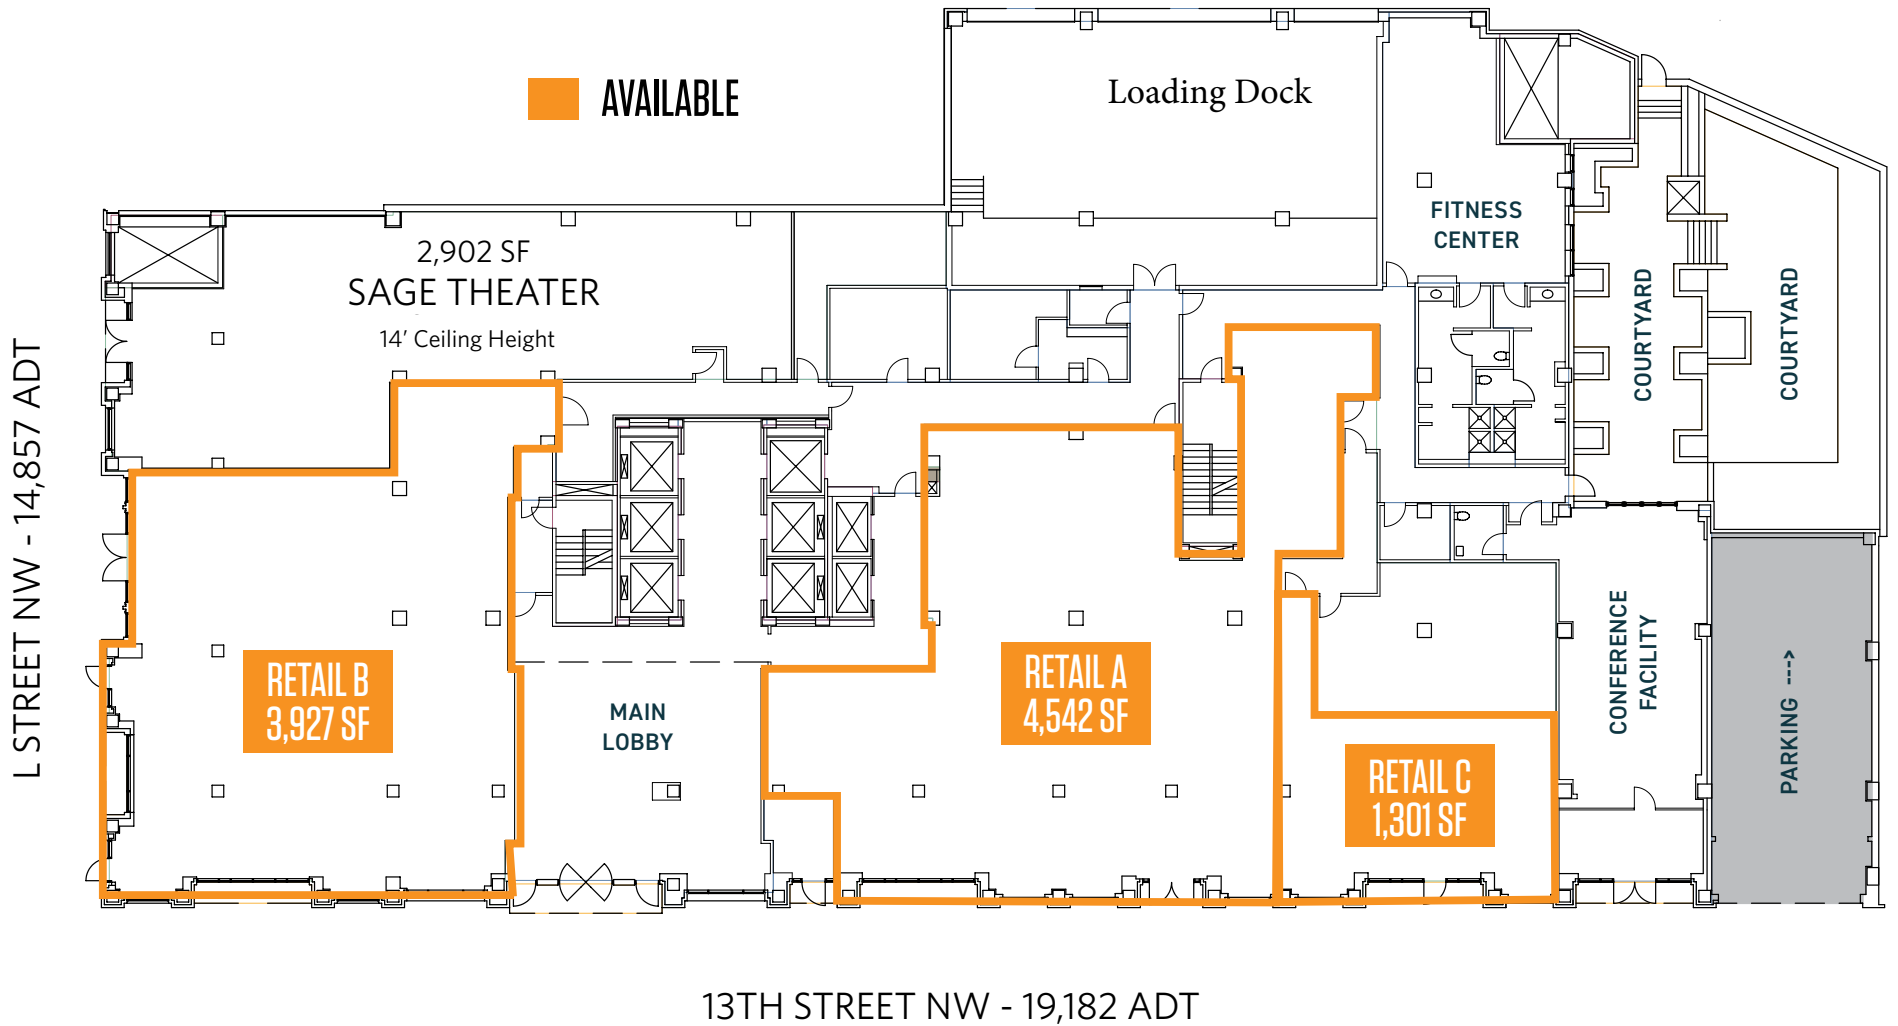 AVAILABLE
Loading Dock
2,902 SF
SAGE THEATER
14’ Ceiling Height
FITNESS
CENTER
COURTYARD
COURTYARD
L STREET NW - 14,857 ADT
RETAIL B
3,927 SF
MAIN
LOBBY
RETAIL A
4,542 SF
RETAIL C
1,301 SF
CONFERENCE
FACILITY
PARKING --->
13TH STREET NW - 19,182 ADT